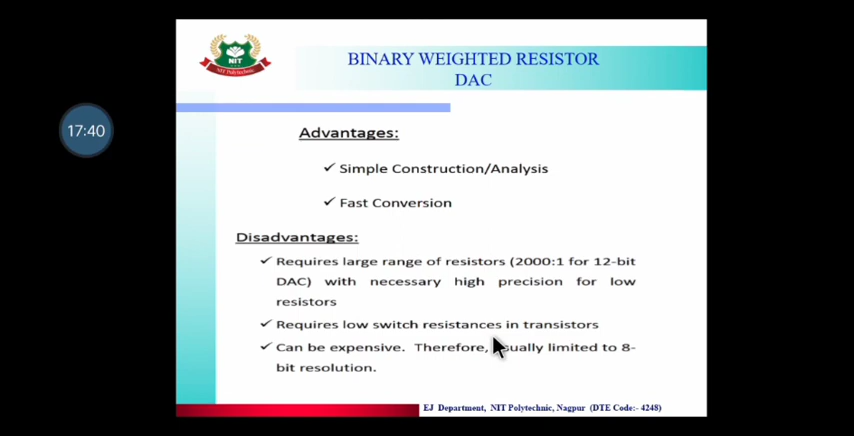 NIT
NIT Polytechnic
BINARY WEIGHTED RESISTOR
DAC
17:40
Advantages:
✓ Simple Construction/Analysis
✓ Fast Conversion
Disadvantages:
✓ Requires large range of resistors (2000:1 for 12-bit
DAC) with necessary high precision for low
resistors
✓ Requires low switch resistances in transistors
✓ Can be expensive. Therefore, usually limited to 8-
bit resolution.
EJ Department, NIT Polytechnic, Nagpur (DTE Code:- 4248)